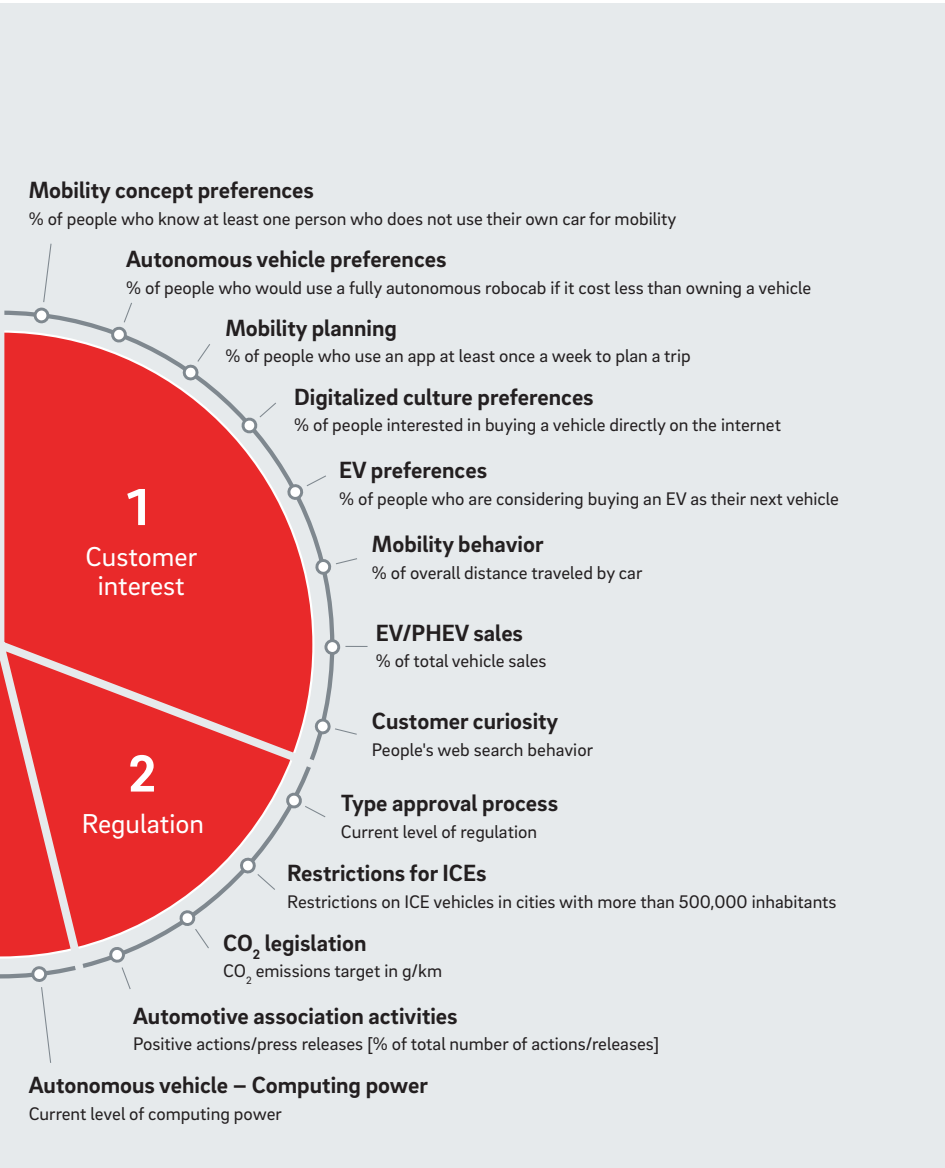 Mobility concept preferences
% of people who know at least one person who does not use their own car for mobility
Autonomous vehicle preferences
% of people who would use a fully autonomous robocab if it cost less than owning a vehicle
Mobility planning
% of people who use an app at least once a week to plan a trip
Digitalized culture preferences
% of people interested in buying a vehicle directly on the internet
EV preferences
% of people who are considering buying an EV as their next vehicle
1
Customer
interest
Mobility behavior
% of overall distance traveled by car
EV/PHEV sales
% of total vehicle sales
Customer curiosity
People's web search behavior
2
Regulation
Type approval process
Current level of regulation
Restrictions for ICEs
Restrictions on ICE vehicles in cities with more than 500,000 inhabitants
CO₂ legislation
CO₂ emissions target in g/km
Automotive association activities
Positive actions/press releases [% of total number of actions/releases]
Autonomous vehicle – Computing power
Current level of computing power